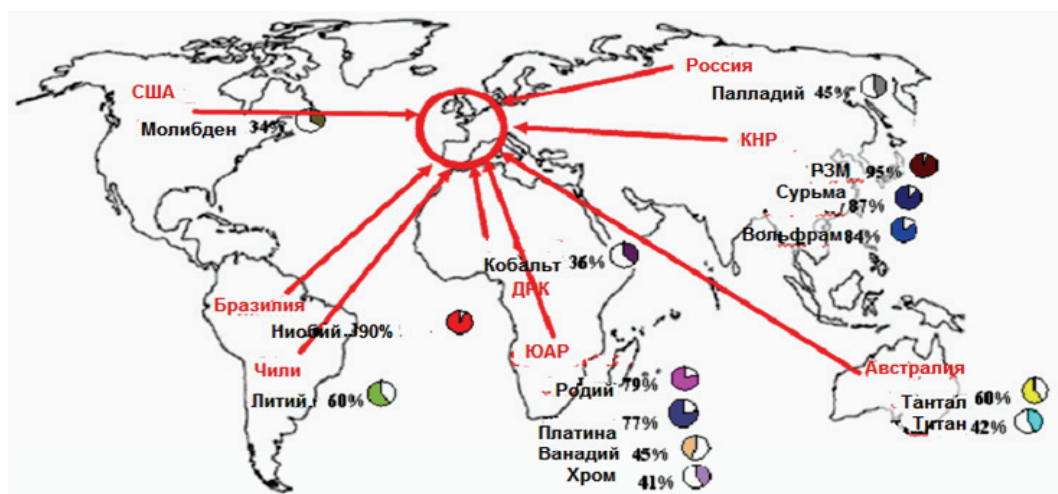 США
Молибден 34%
Россия
Палладий 45%
КНР
РЗМ 95%
Сурьма
87%
Вольфрам 84%
Кобальт 36%
ДРК
Бразилия
Ниобий 90%
Чили
Литий 60%
ЮАР
Родий 79%
Платина 77%
Ванадий 45%
Хром 41%
Австралия
Тантал 60%
Титан 42%